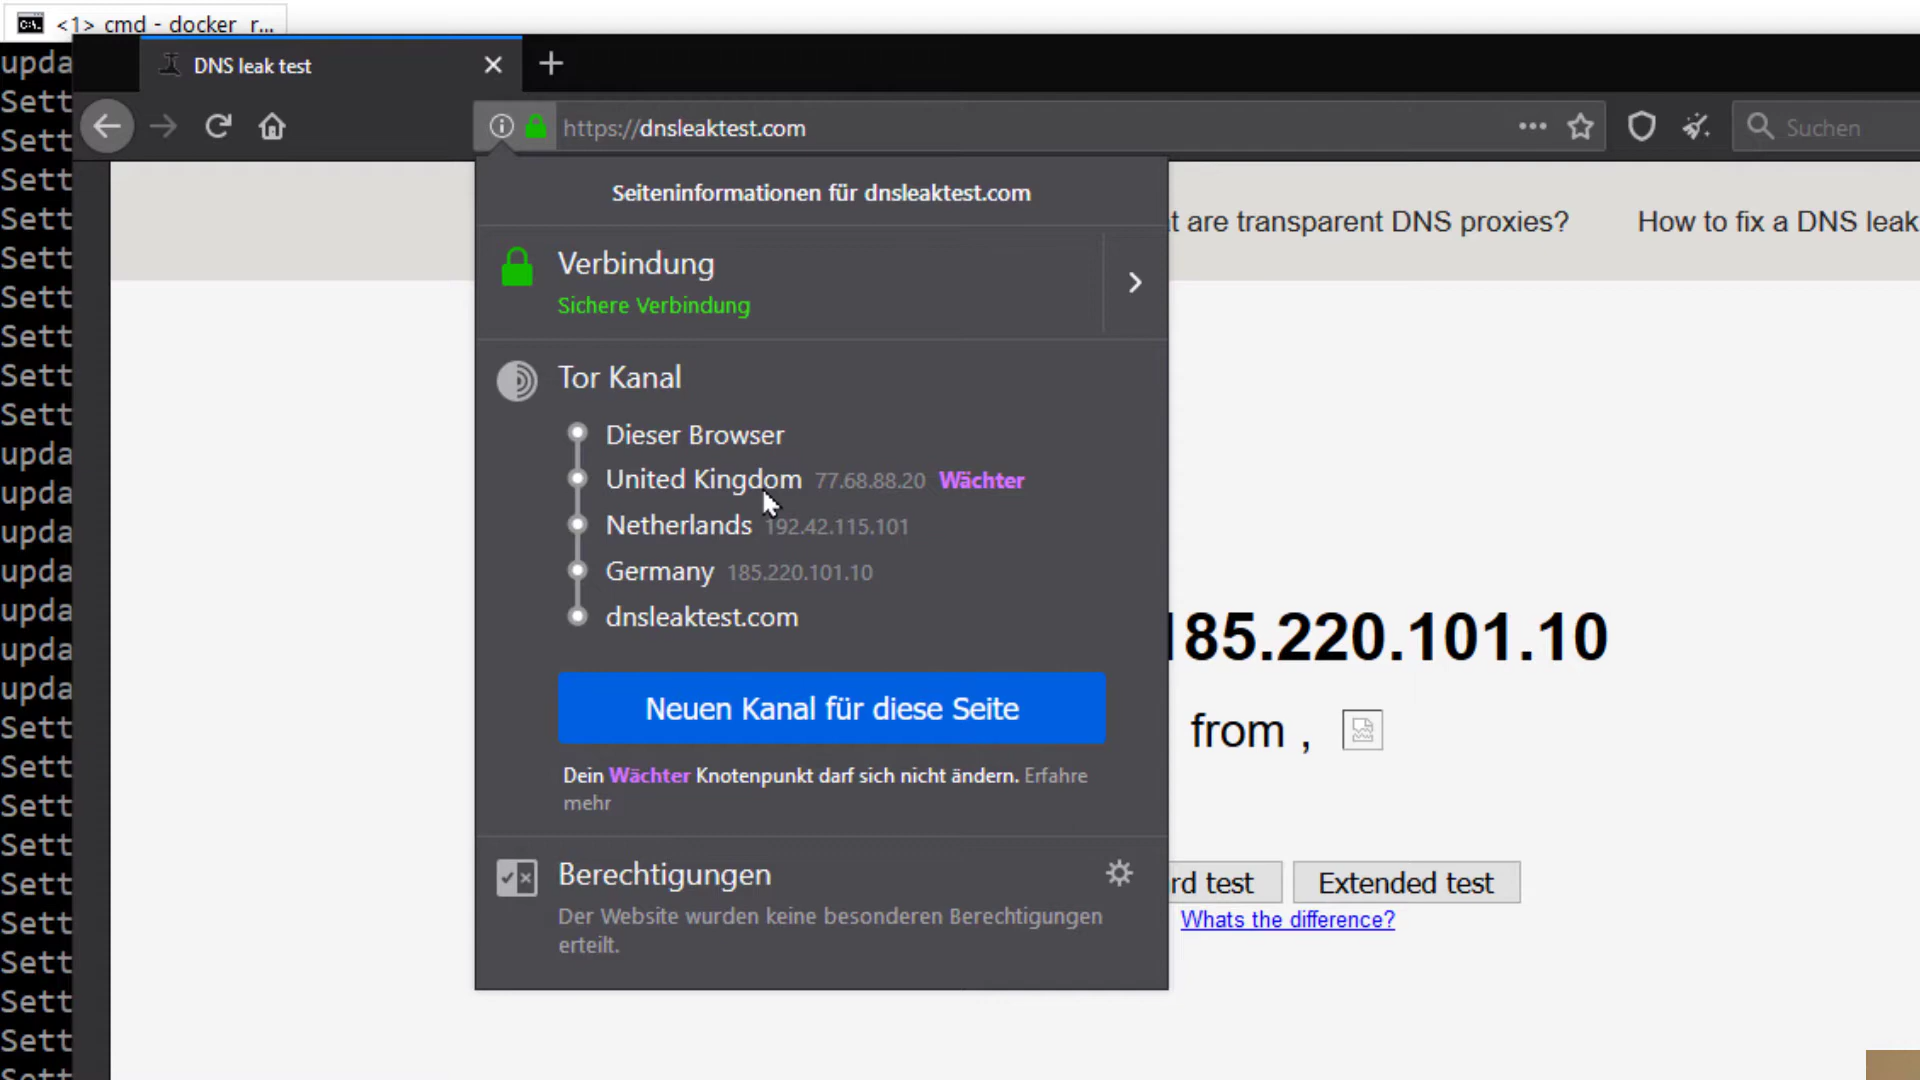 <1> cmd - docker r...
DNS leak test
https://dnsleaktest.com
Suchen
Seiteninformationen für dnsleaktest.com
t are transparent DNS proxies?
How to fix a DNS leak
Verbindung
Sichere Verbindung
Tor Kanal
Dieser Browser
United Kingdom 77.68.88.20 Wächter
Netherlands 192.42.115.101
Germany 185.220.101.10
dnsleaktest.com
185.220.101.10
from ,
Neuen Kanal für diese Seite
Dein Wächter Knotenpunkt darf sich nicht ändern. Erfahre
mehr
Berechtigungen
Der Website wurden keine besonderen Berechtigungen
erteilt.
rd test
Extended test
Whats the difference?
upda
Sett
Sett
Sett
Sett
Sett
Sett
Sett
Sett
Sett
upda
upda
upda
upda
upda
upda
upda
Sett
Sett
Sett
Sett
Sett
Sett
Sett
Sett
Sett
Sett